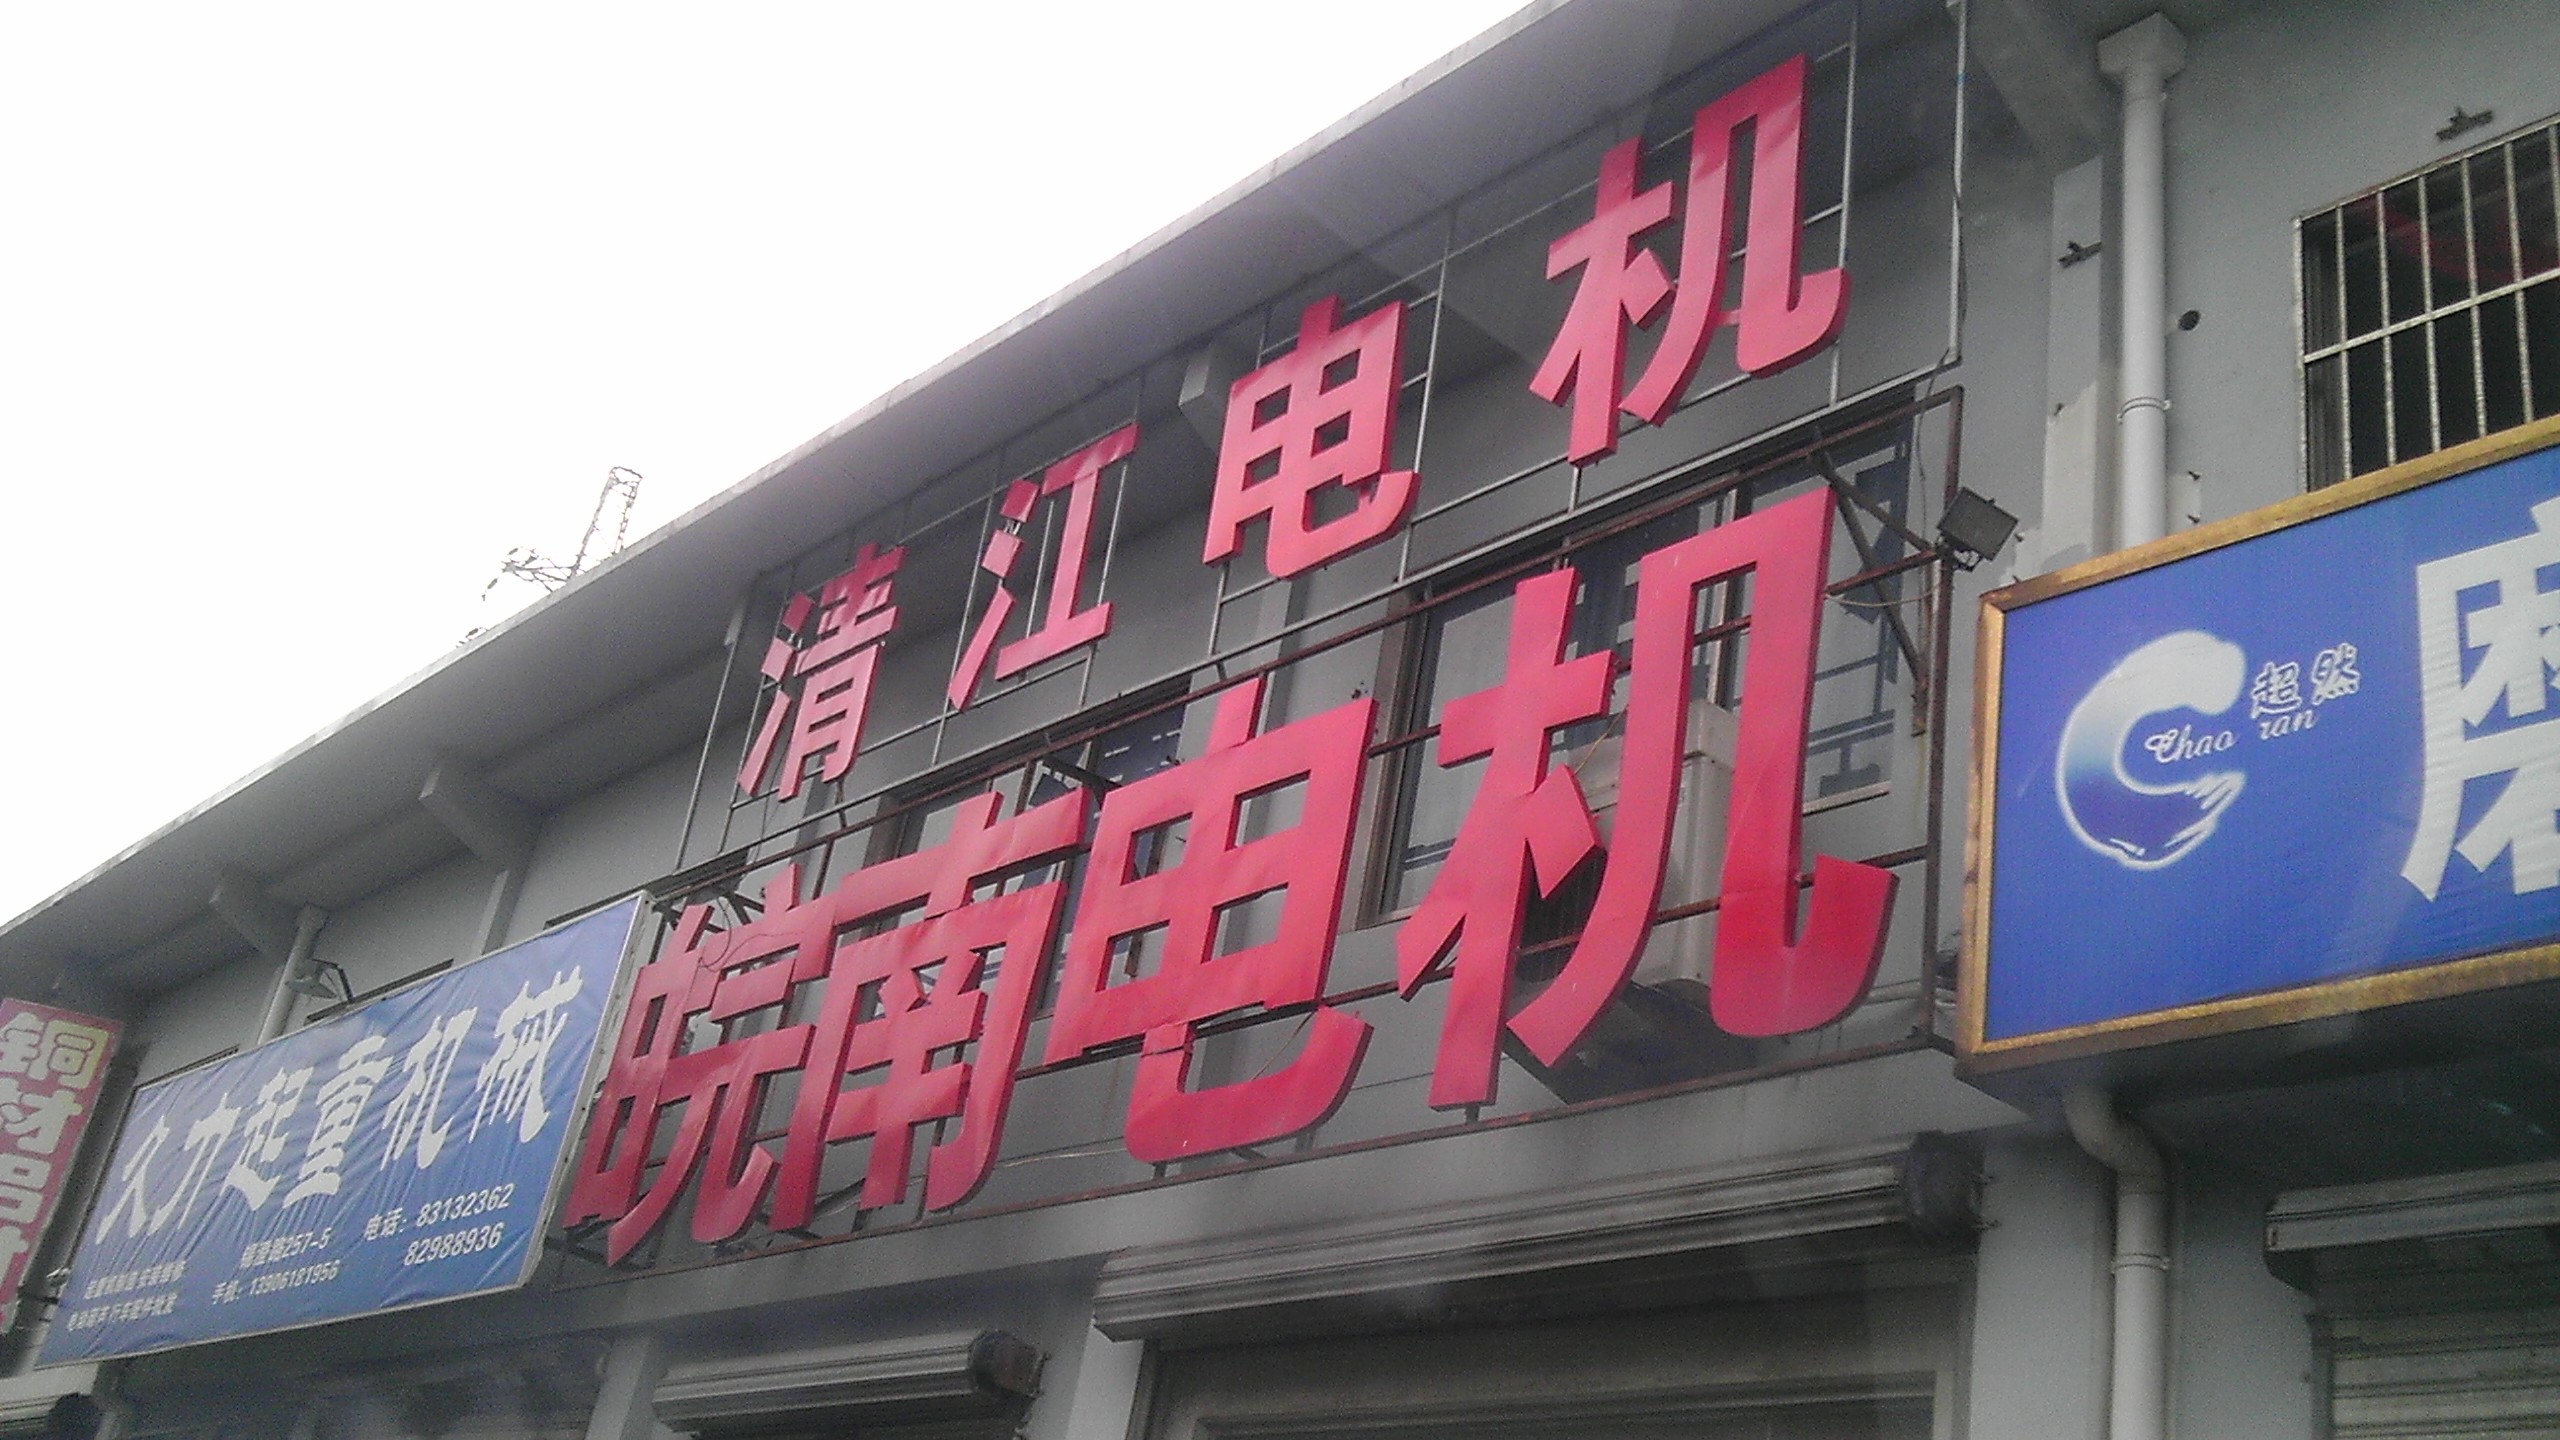 清江电机
皖南电机
久力起重机械
锡澄路257-5
电话：83132362
82988936
手机：13906181956
超然
Chao ran